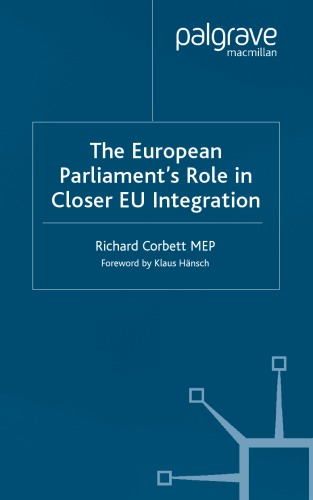 palgrave
macmillan
The European
Parliament's Role in
Closer EU Integration
Richard Corbett MEP
Foreword by Klaus Hänsch